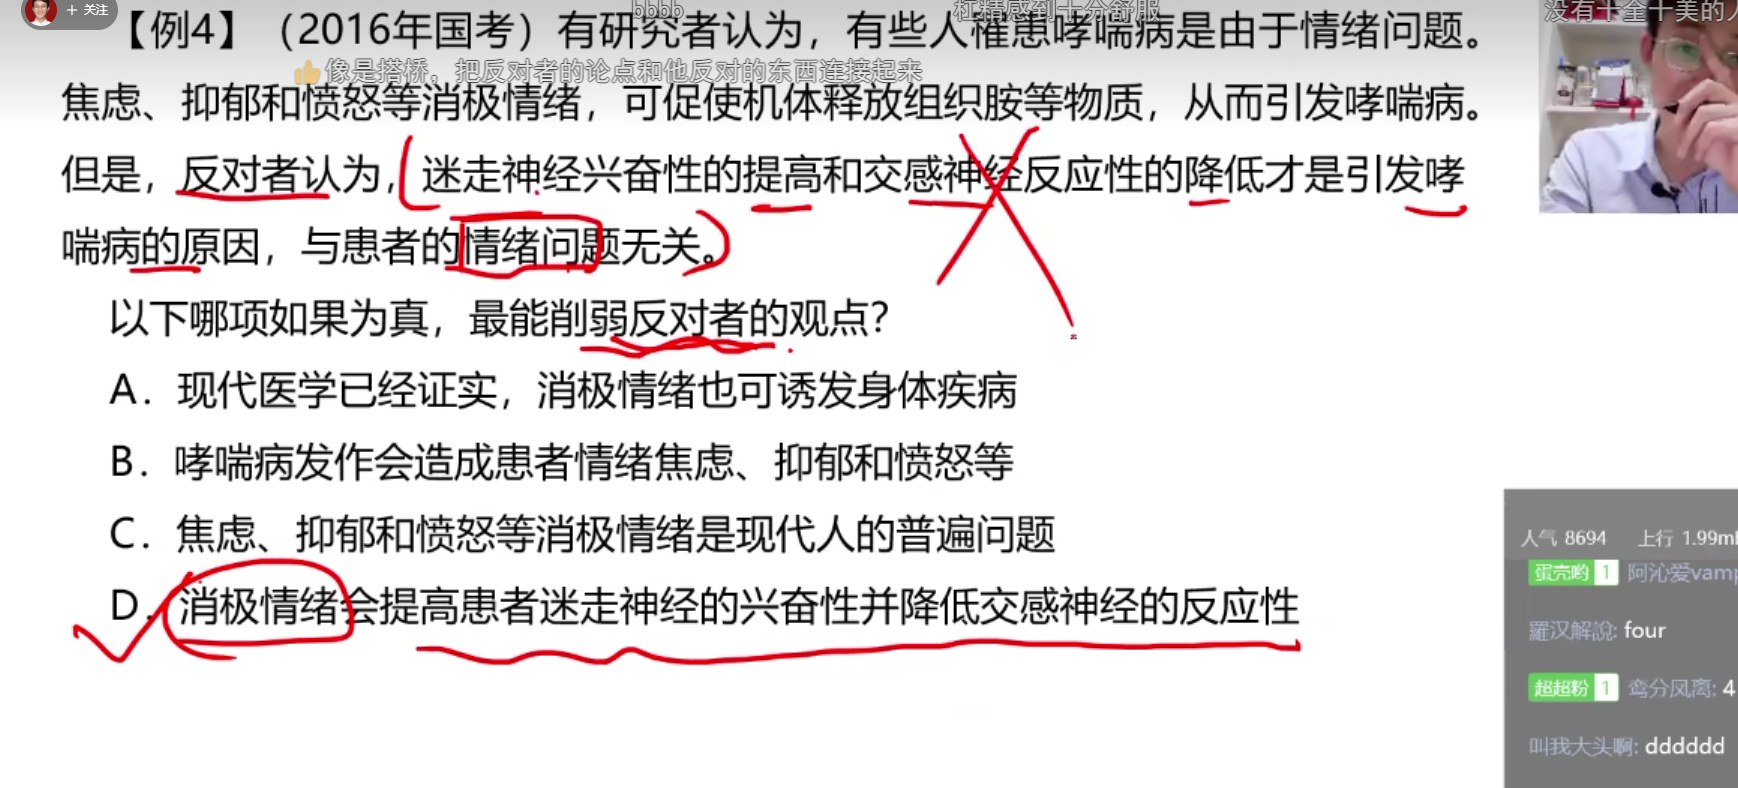 + 关注
bbbb
杠精感到十分舒服
没有十全十美的人
【例4】（2016年国考）有研究者认为，有些人罹患哮喘病是由于情绪问题。
像是搭桥，把反对者的论点和他反对的东西连接起来
焦虑、抑郁和愤怒等消极情绪，可促使机体释放组织胺等物质，从而引发哮喘病。
但是，反对者认为，迷走神经兴奋性的提高和交感神经反应性的降低才是引发哮
喘病的原因，与患者的情绪问题无关。
以下哪项如果为真，最能削弱反对者的观点？
A．现代医学已经证实，消极情绪也可诱发身体疾病
B．哮喘病发作会造成患者情绪焦虑、抑郁和愤怒等
C．焦虑、抑郁和愤怒等消极情绪是现代人的普遍问题
D．消极情绪会提高患者迷走神经的兴奋性并降低交感神经的反应性
人气 8694 上行 1.99m
蛋壳哟 1 阿沁爱vamp
羅汉解說: four
超超粉 1 鸾分凤离: 4
叫我大头啊: dddddd